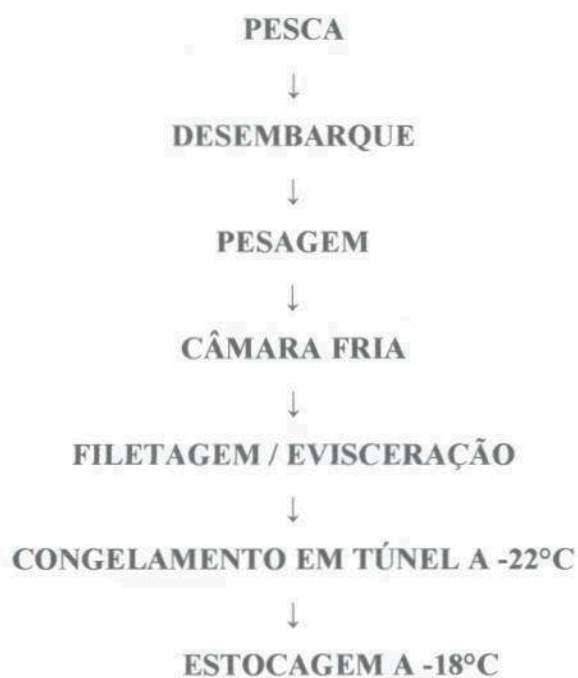 PESCA
↓
DESEMBARQUE
↓
PESAGEM
↓
CÂMARA FRIA
↓
FILETAGEM / EVISCERAÇÃO
↓
CONGELAMENTO EM TÚNEL A -22°C
↓
ESTOCAGEM A -18°C